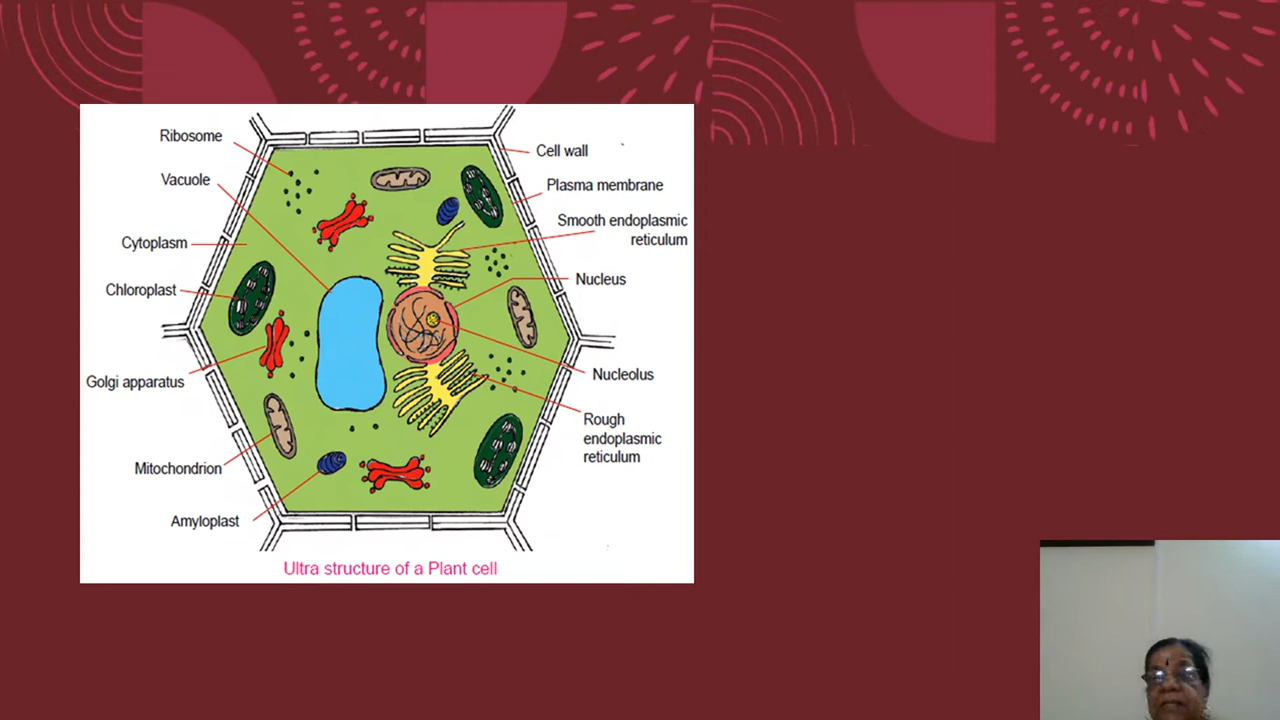 Ribosome
Vacuole
Cytoplasm
Chloroplast
Golgi apparatus
Mitochondrion
Amyloplast
Cell wall
Plasma membrane
Smooth endoplasmic
reticulum
Nucleus
Nucleolus
Rough
endoplasmic
reticulum
Ultra structure of a Plant cell